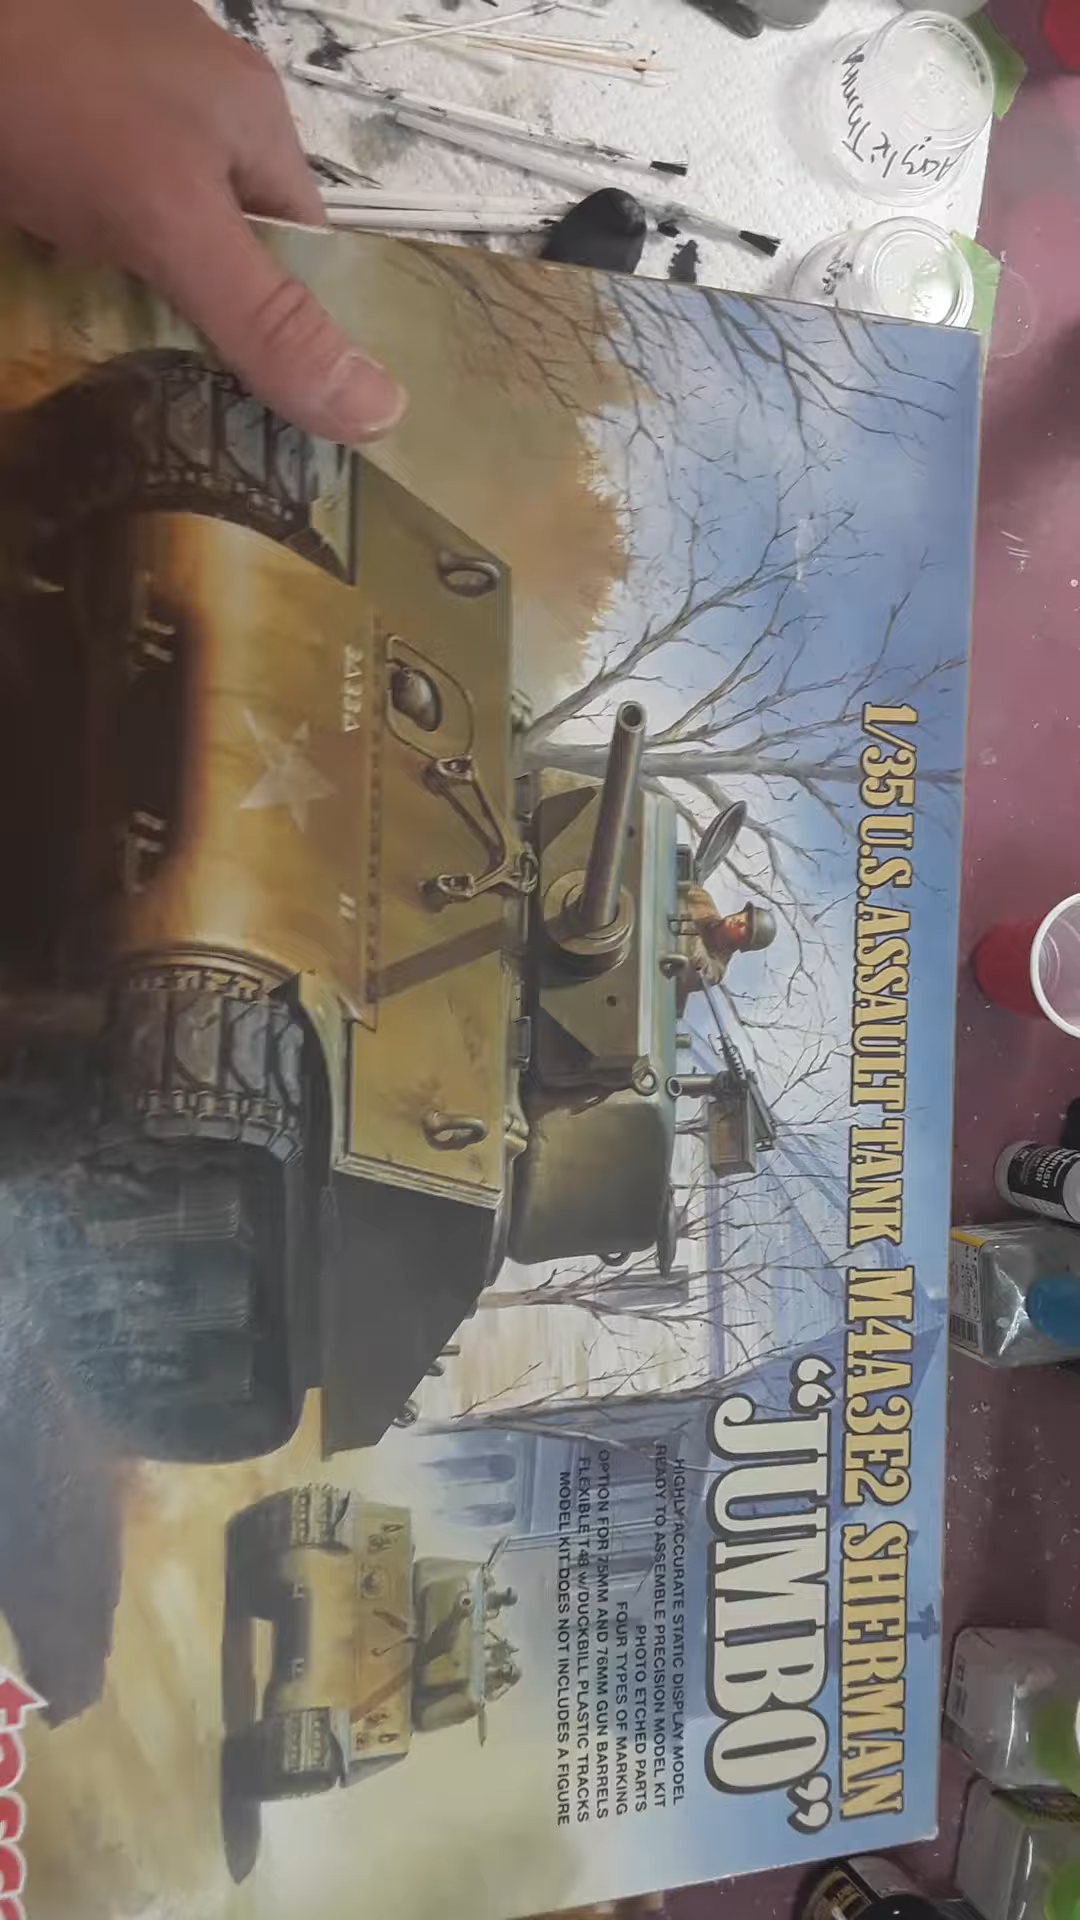 1/35 U.S. ASSAULT TANK M4A3E2 SHERMAN
"JUMBO"
HIGHLY ACCURATE STATIC DISPLAY MODEL
READY TO ASSEMBLE PRECISION MODEL KIT
PHOTO ETCHED PARTS
FOUR TYPES OF MARKING
OPTION FOR 75MM AND 76MM GUN BARRELS
FLEXIBLE T48 w/DUCKBILL PLASTIC TRACKS
MODEL KIT DOES NOT INCLUDES A FIGURE
Acrylic Thinner